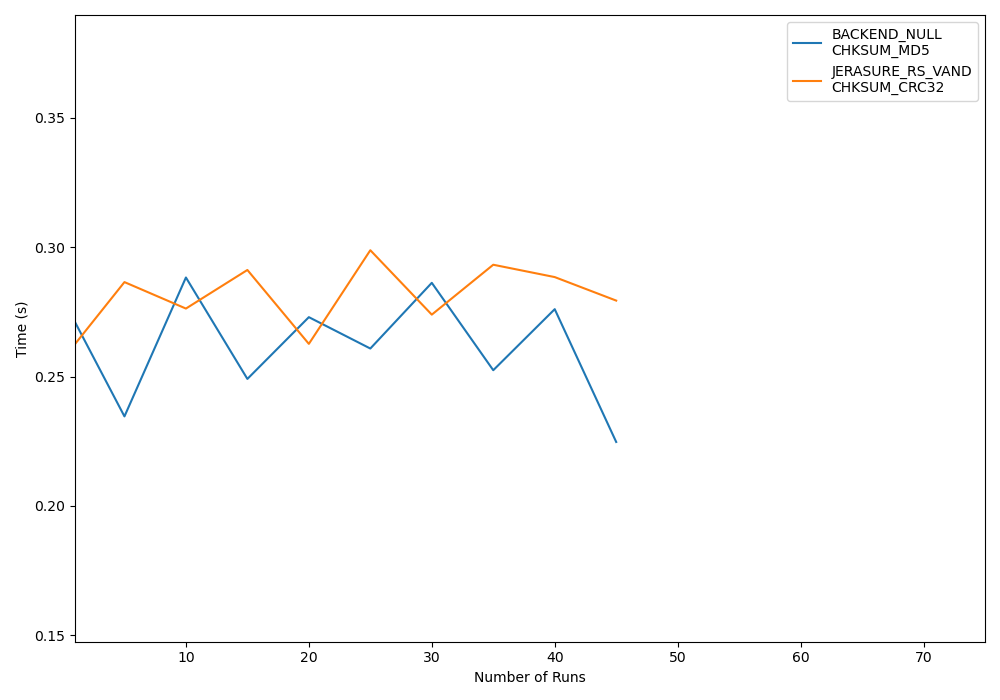 BACKEND_NULL
CHKSUM_MD5
JERASURE_RS_VAND
CHKSUM_CRC32
0.35
0.30
0.25
0.20
0.15
Time (s)
10 20 30 40 50 60 70
Number of Runs